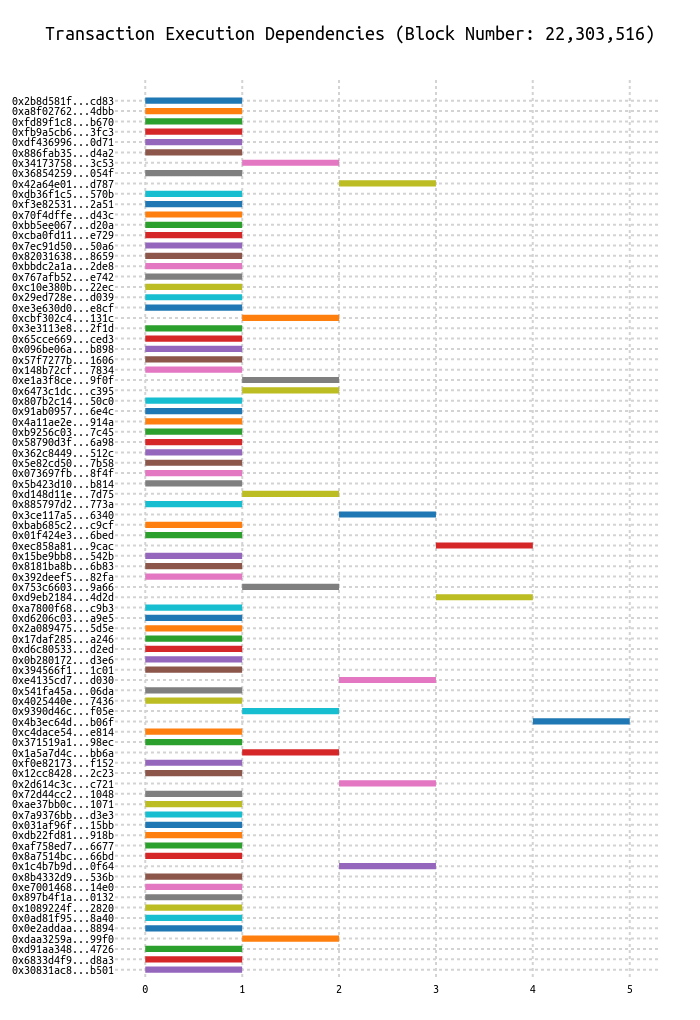 Transaction Execution Dependencies (Block Number: 22,303,516)
0x2b8d581f...cd83
0xa8f02762...4dbb
0xfd89f1c8...b670
0xfb9a5cb6...3fc3
0xdf436996...0d71
0x886fab35...d4a2
0x34173758...3c53
0x36854259...054f
0x42a64e01...d787
0xdb36f1c5...570b
0xf3e82531...2a51
0x70f4dffe...d43c
0xbb5ee067...d20a
0xcba0fd11...e729
0x7ec91d50...50a6
0x82031638...8659
0xbbdc2a1a...2de8
0x767afb52...e742
0xc10e380b...22ec
0x29ed728e...d039
0xe3e630d0...e8cf
0xcbf302c4...131c
0x3e3113e8...2f1d
0x65cce669...ced3
0x096be06a...b898
0x57f7277b...1606
0x148b72cf...7834
0xe1a3f8ce...9f0f
0x6473c1dc...c395
0x807b2c14...50c0
0x91ab0957...6e4c
0x4a11ae2e...914a
0xb9256c03...7c45
0x58790d3f...6a98
0x362c8449...512c
0x5e82cd50...7b58
0x073697fb...8f4f
0x5b423d10...b814
0xd148d11e...7d75
0x885797d2...773a
0x3ce117a5...6340
0xbab685c2...c9cf
0x01f424e3...6bed
0xec858a81...9cac
0x15be9bb8...542b
0x8181ba8b...6b83
0x392deef5...82fa
0x753c6603...9a66
0xd9eb2184...4d2d
0xa7800f68...c9b3
0xd6206c03...a9e5
0x2a089475...5d5e
0x17daf285...a246
0xd6c80533...d2ed
0x0b280172...d3e6
0x394566f1...1c01
0xe4135cd7...d030
0x541fa45a...06da
0x4025440e...7436
0x9390d46c...f05e
0x4b3ec64d...b06f
0xc4dace54...e814
0x371519a1...98ec
0x1a5a7d4c...bb6a
0xf0e82173...f152
0x12cc8428...2c23
0x2d614c3c...c721
0x72d44cc2...1048
0xae37bb0c...1071
0x7a9376bb...d3e3
0x031af96f...15bb
0xdb22fd81...918b
0xaf758ed7...6677
0x8a7514bc...66bd
0x1c4b7b9d...0f64
0x8b4332d9...536b
0xe7001468...14e0
0x897b4f1a...0132
0x1089224f...2820
0x0ad81f95...8a40
0x0e2addaa...8894
0xdaa3259a...99f0
0xd91aa348...4726
0x6833d4f9...d8a3
0x30831ac8...b501
0 1 2 3 4 5